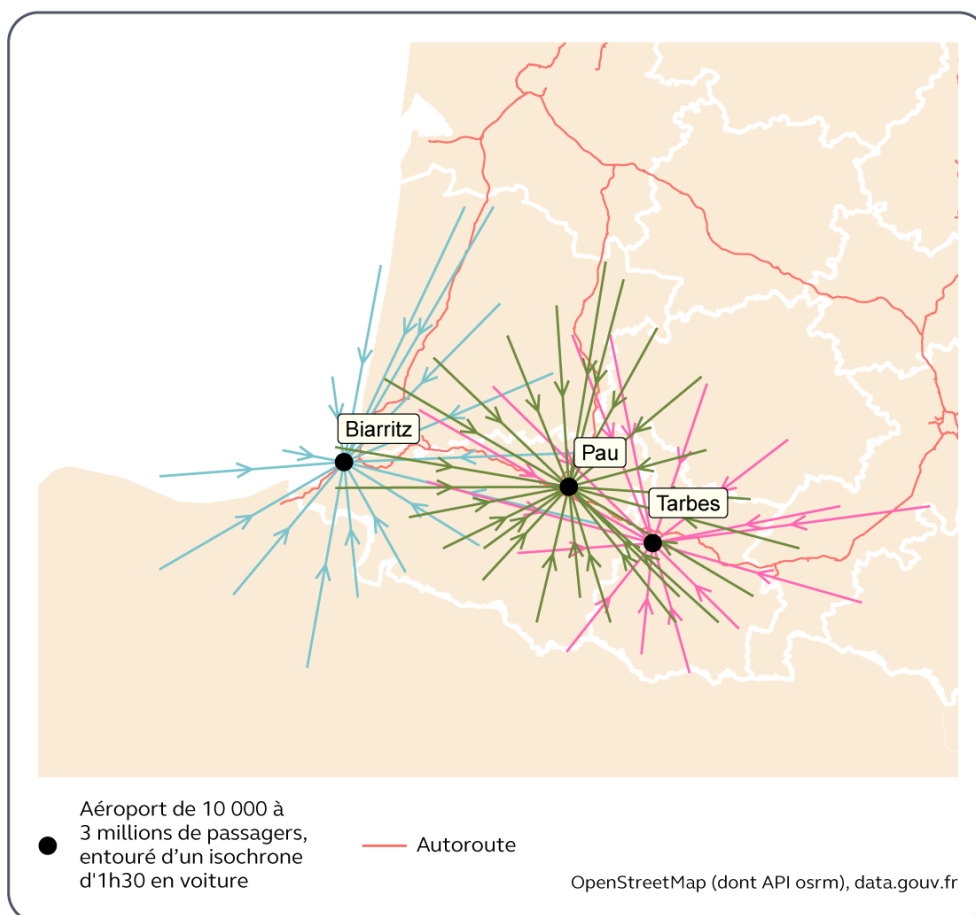 Biarritz
Pau
Tarbes
Aéroport de 10 000 à
3 millions de passagers,
entouré d’un isochrone
d'1h30 en voiture
Autoroute
OpenStreetMap (dont API osrm), data.gouv.fr